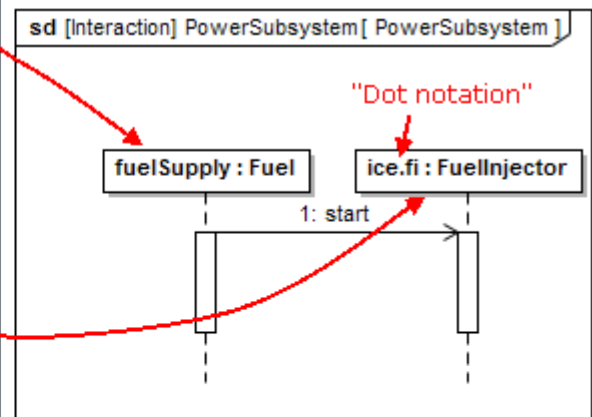 sd [Interaction] PowerSubsystem[ PowerSubsystem ]
"Dot notation"
fuelSupply : Fuel
ice.fi : FuelInjector
1: start